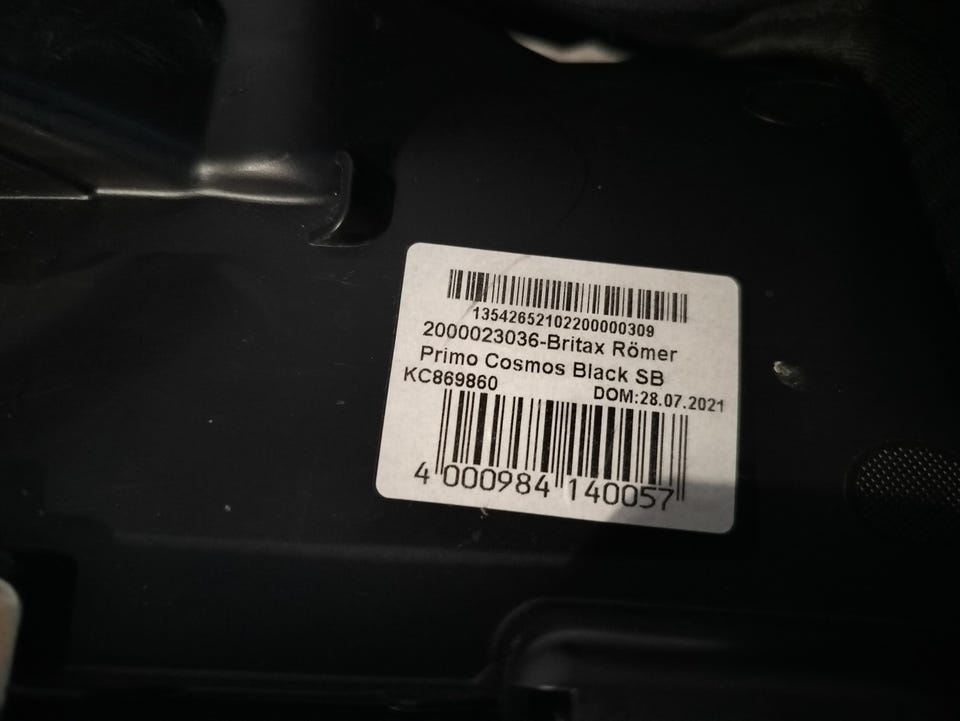 13542652102200000309
2000023036-Britax Römer
Primo Cosmos Black SB
KC869860 DOM:28.07.2021
4 000984 140057